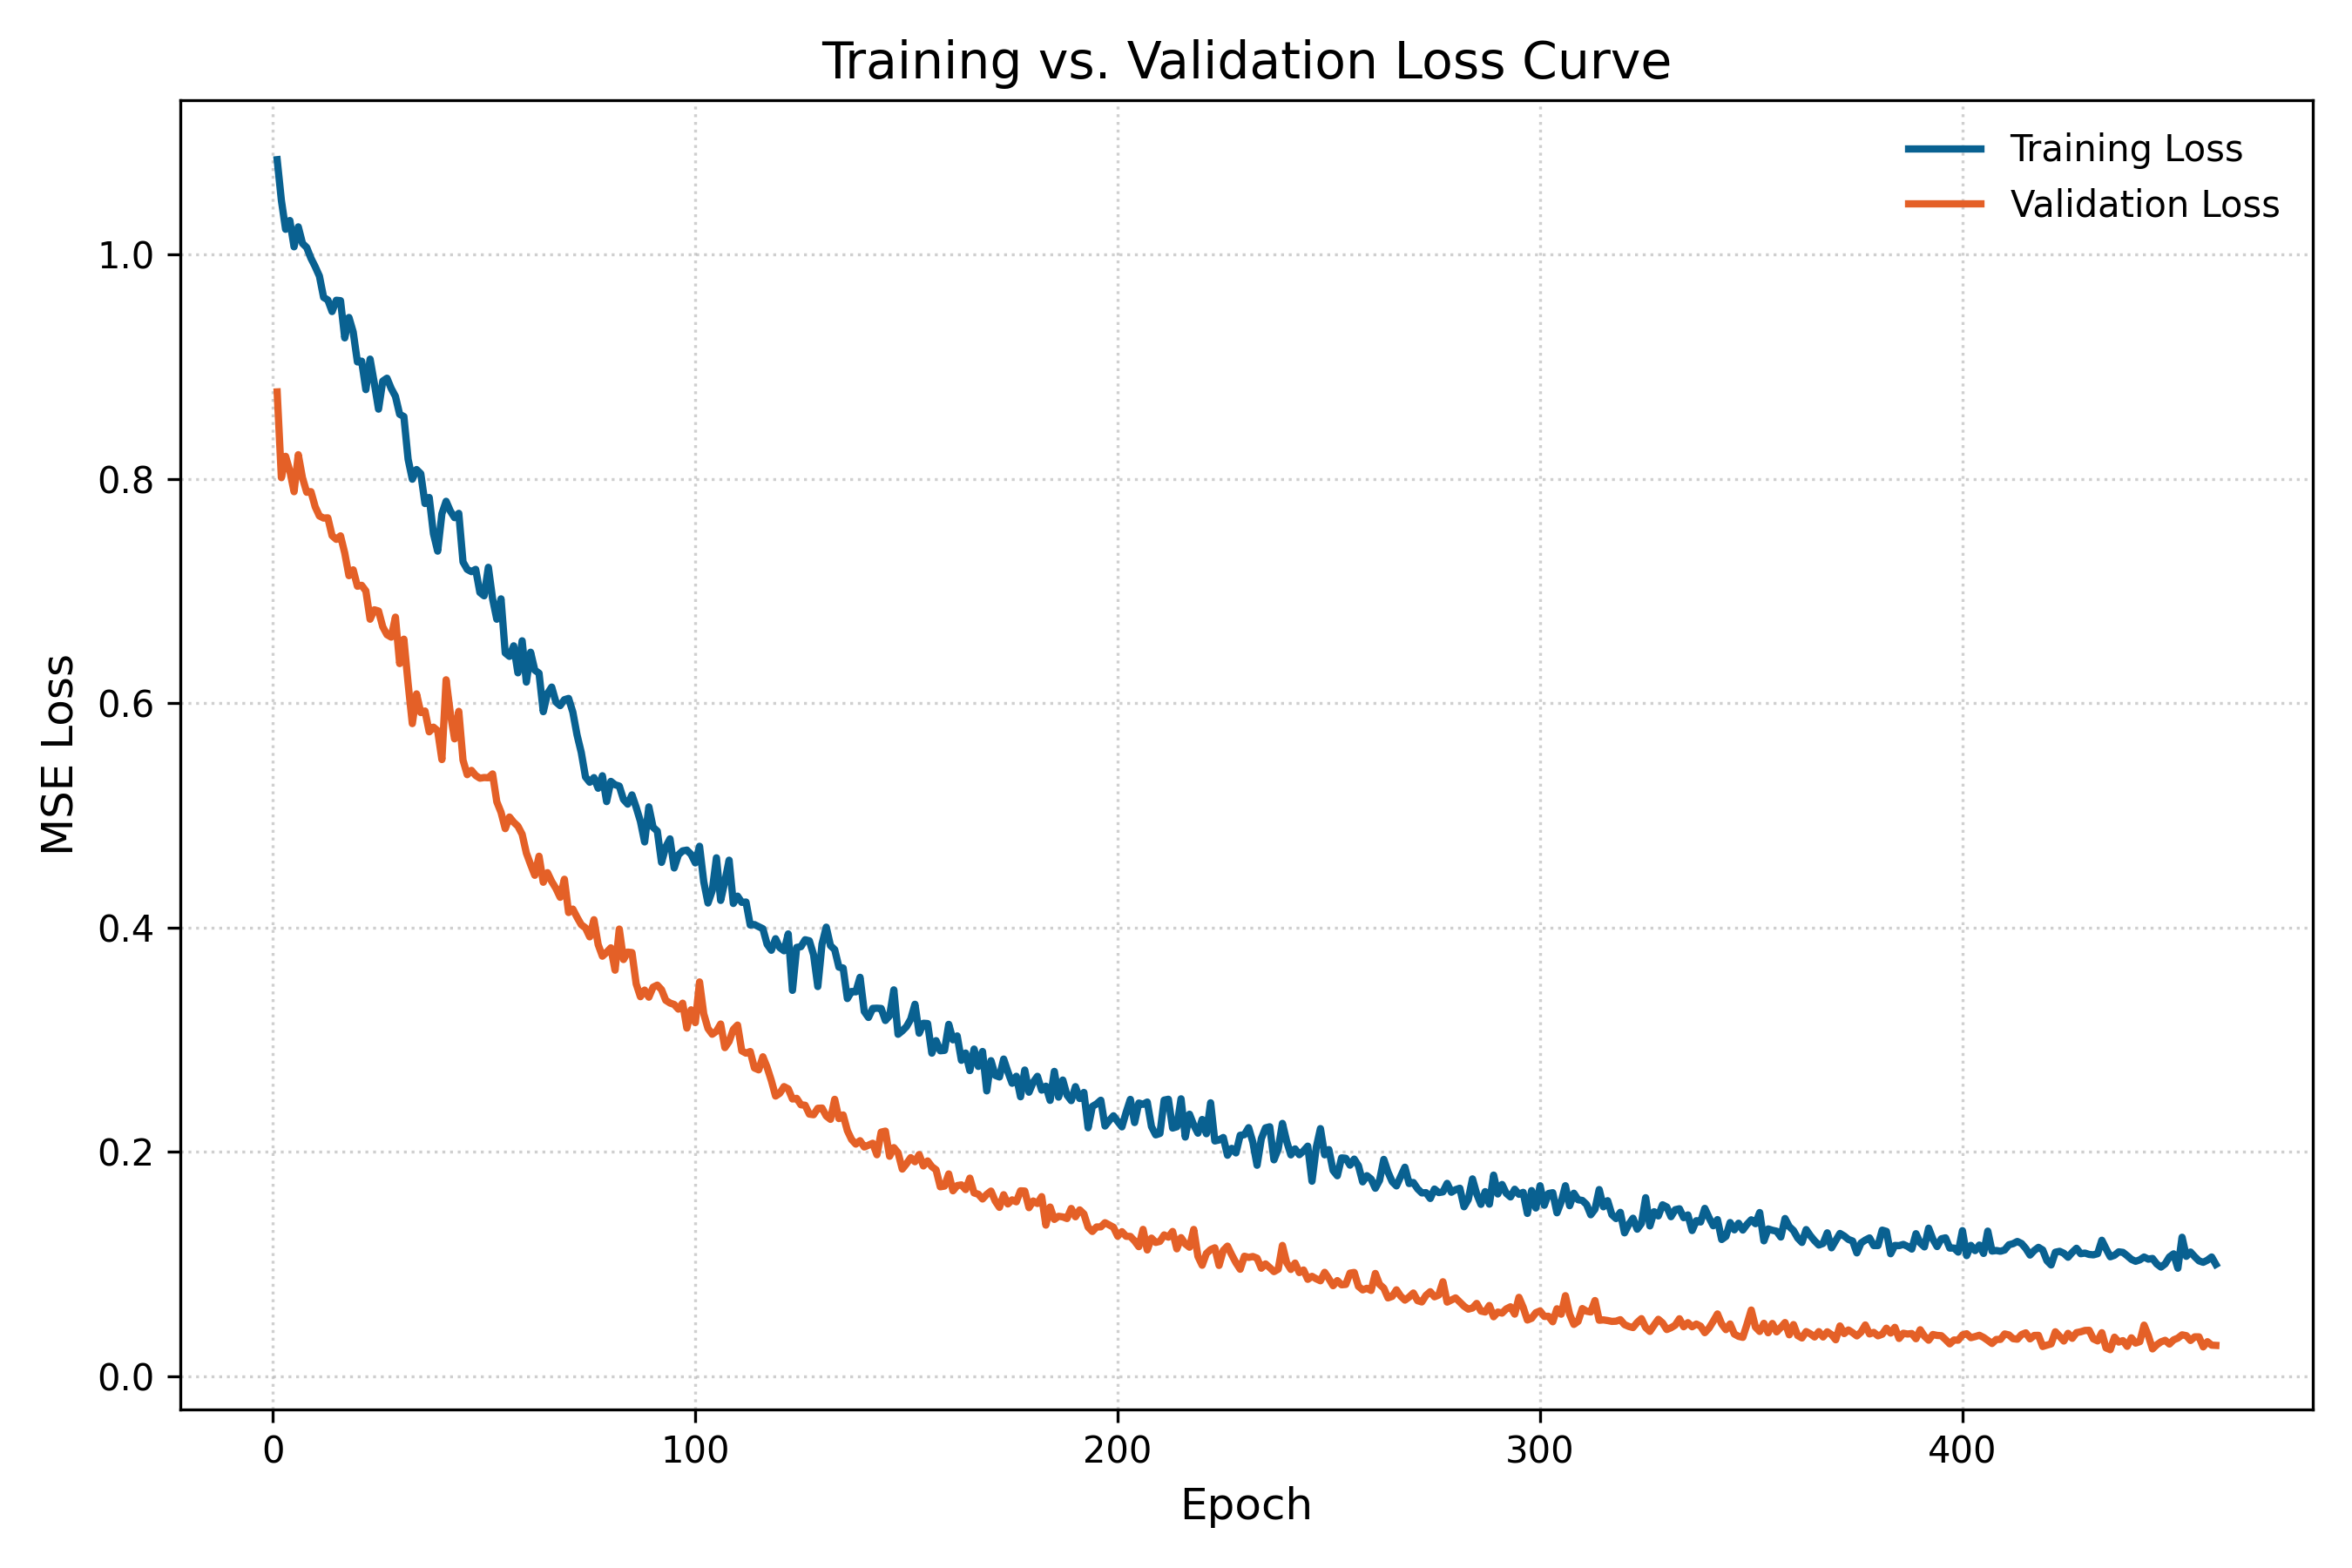 Training vs. Validation Loss Curve
Training Loss
Validation Loss
MSE Loss
1.0
0.8
0.6
0.4
0.2
0.0
0 100 200 300 400
Epoch